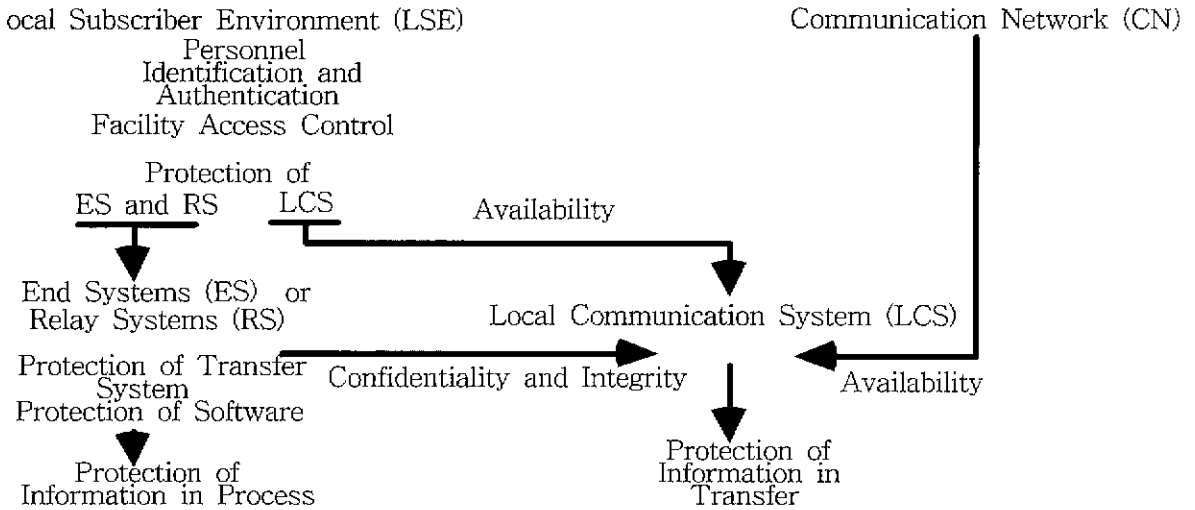 ocal Subscriber Environment (LSE)
Communication Network (CN)
Personnel
Identification and
Authentication
Facility Access Control
Protection of
ES and RS
LCS
Availability
End Systems (ES) or
Relay Systems (RS)
Local Communication System (LCS)
Protection of Transfer
System
Protection of Software
Confidentiality and Integrity
Availability
Protection of
Information in Process
Protection of
Information in
Transfer